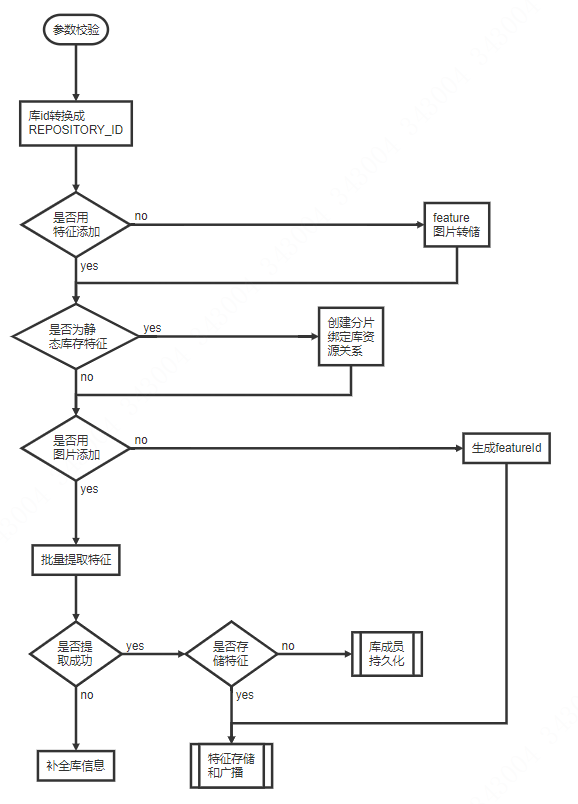 参数校验
库id转换成
REPOSITORY_ID
是否用
特征添加
no
feature
图片转储
yes
是否为静
态库存特征
yes
创建分片
绑定库资
源关系
no
是否用
图片添加
no
生成featureId
yes
批量提取特征
是否提
取成功
yes
是否存
储特征
no
库成员
持久化
no
yes
补全库信息
特征存储
和广播